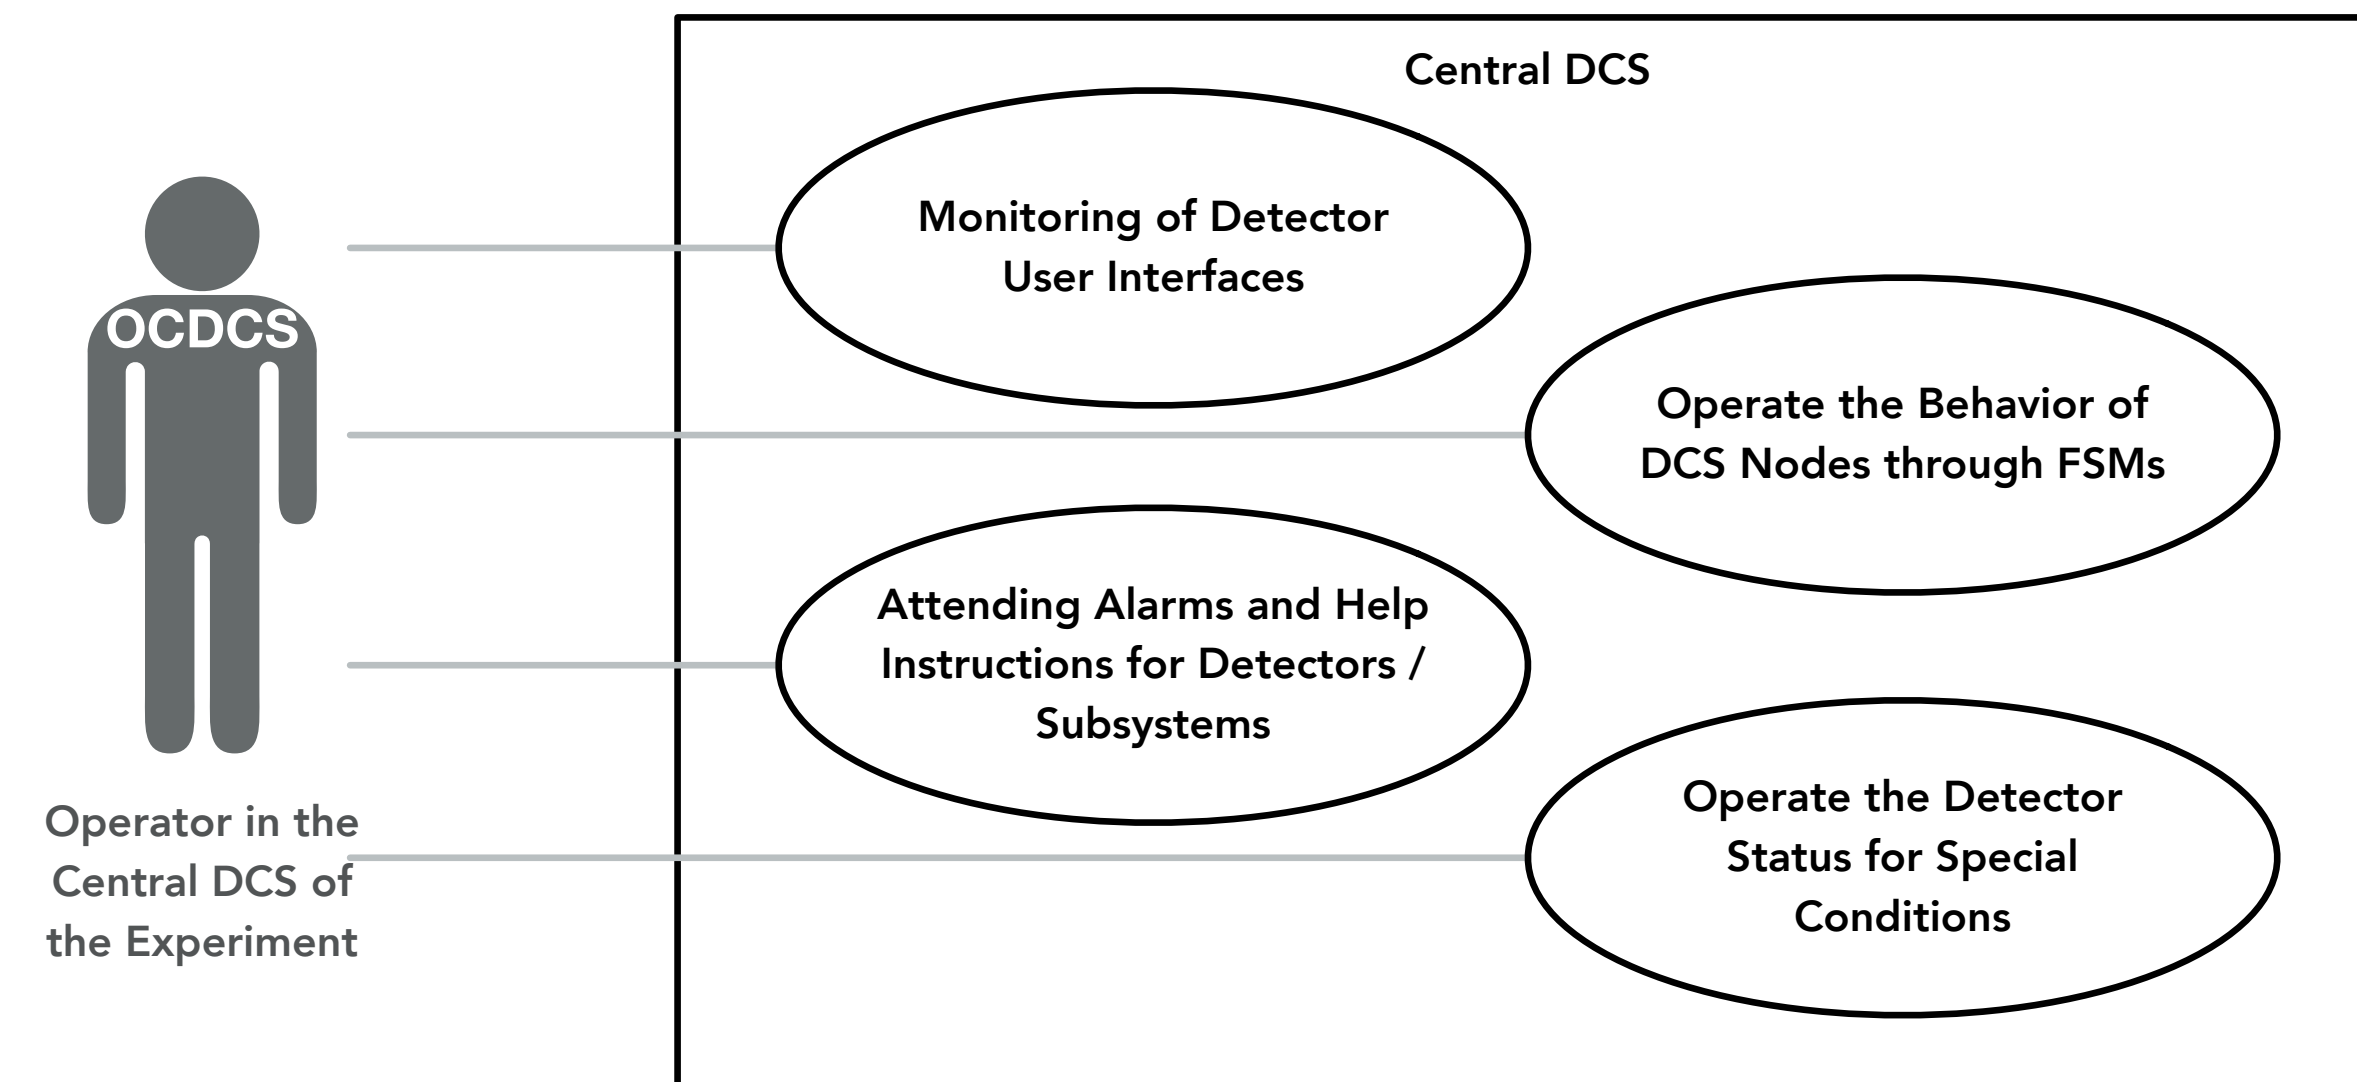 Central DCS
Monitoring of Detector
User Interfaces
OCDCS
Operate the Behavior of
DCS Nodes through FSMs
Attending Alarms and Help
Instructions for Detectors /
Subsystems
Operate the Detector
Status for Special
Conditions
Operator in the
Central DCS of
the Experiment